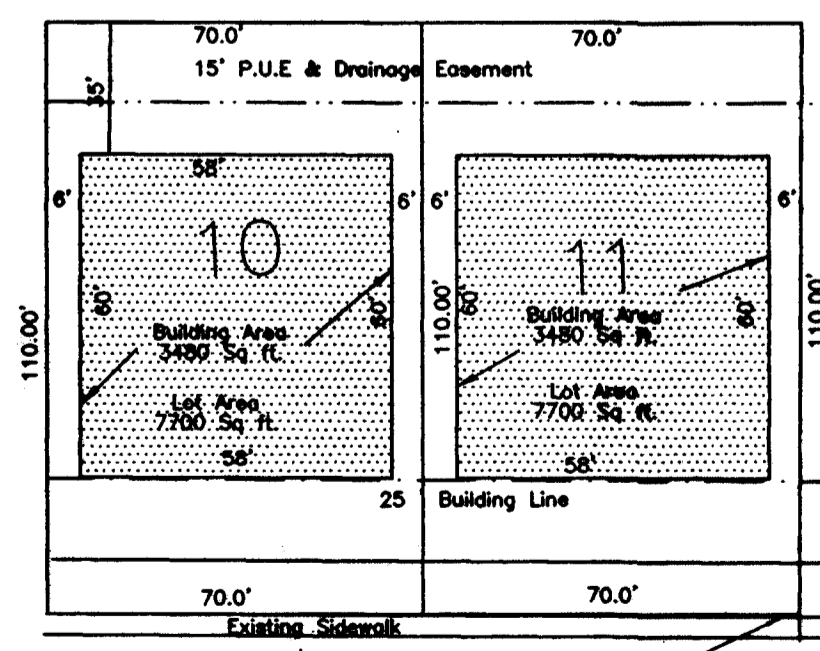 70.0'
70.0'
15' P.U.E & Drainage Easement
35'
58'
6'
6'
6'
6'
10
11
60'
60'
60'
60'
110.00'
110.00'
110.00'
Building Area
3480 Sq ft.
Building Area
3480 Sq ft.
Lot Area
7700 Sq ft.
Lot Area
7700 Sq ft.
58'
58'
25 Building Line
70.0'
70.0'
Existing Sidewalk